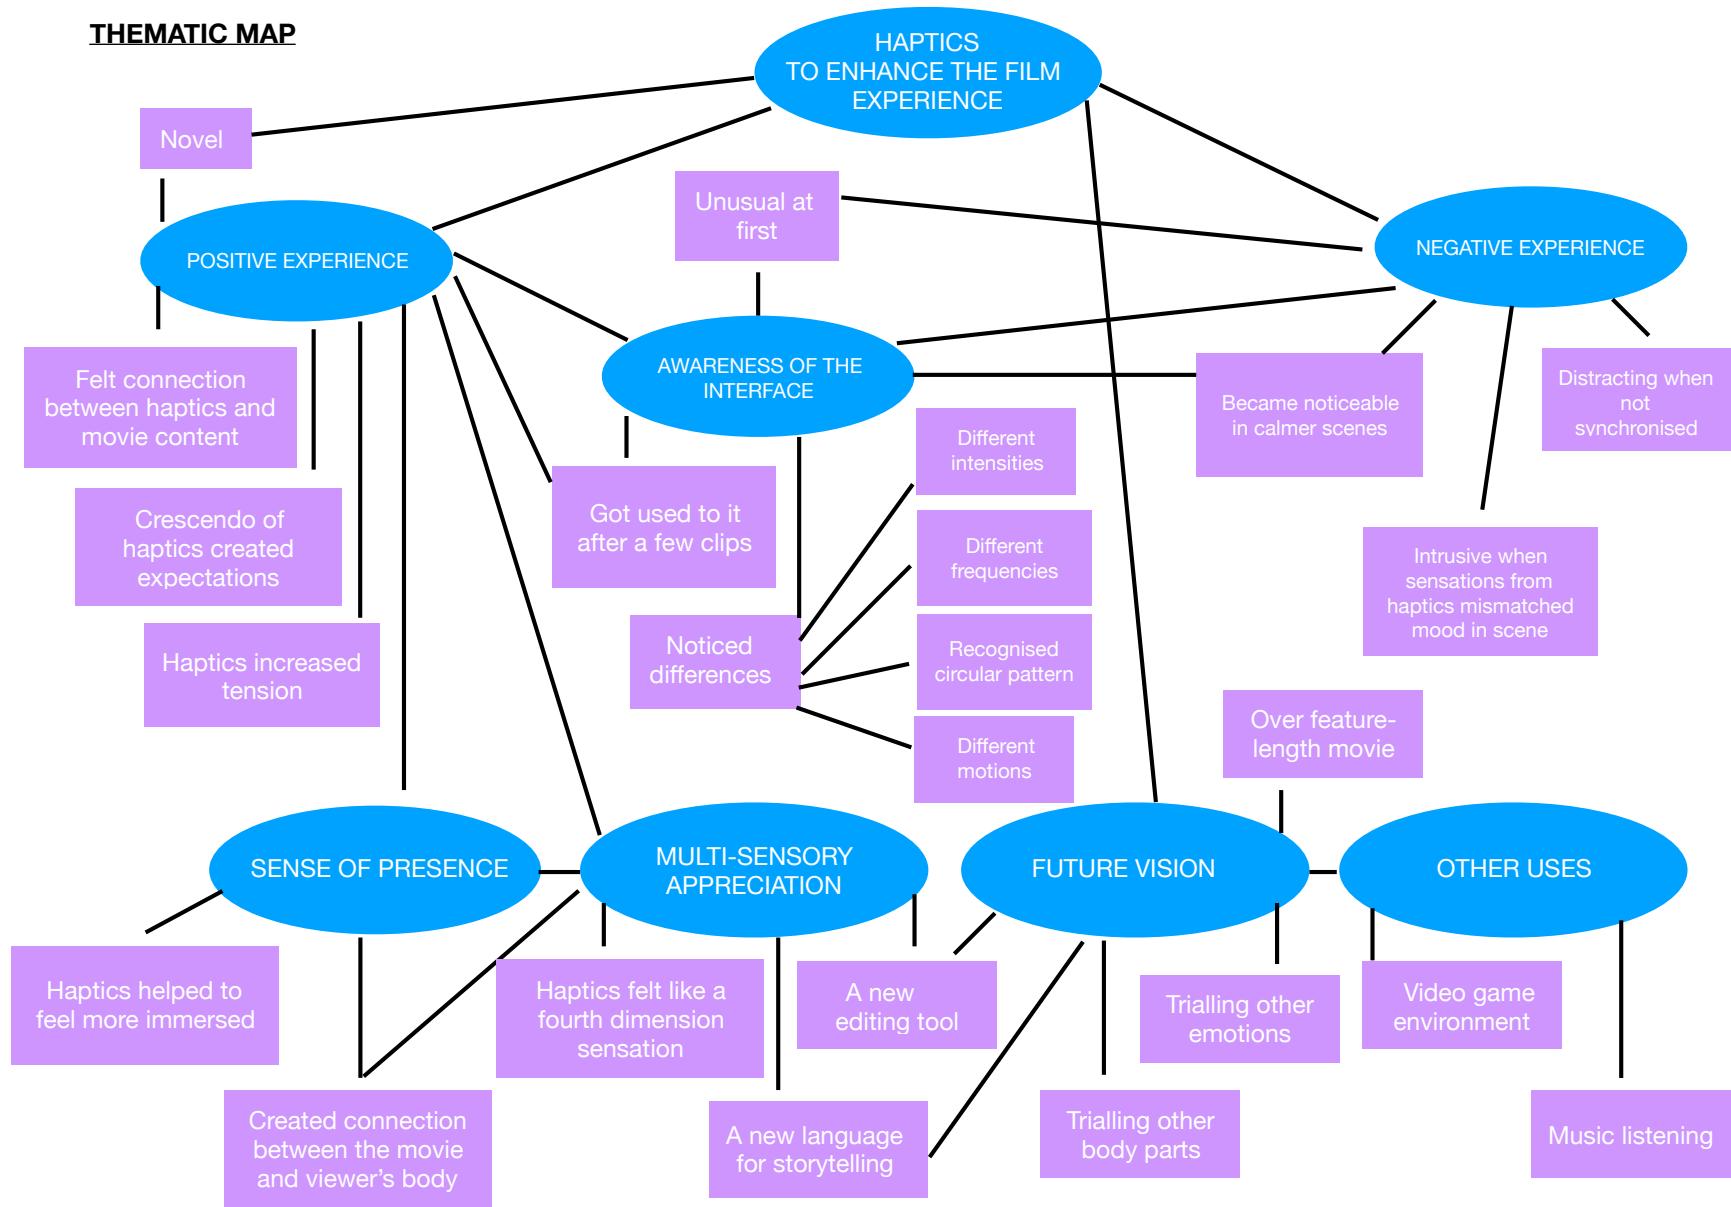 THEMATIC MAP
HAPTICS
TO ENHANCE THE FILM
EXPERIENCE
Novel
Unusual at
first
POSITIVE EXPERIENCE
NEGATIVE EXPERIENCE
AWARENESS OF THE
INTERFACE
Felt connection
between haptics and
movie content
Became noticeable
in calmer scenes
Distracting when
not
synchronised
Different
intensities
Crescendo of
haptics created
expectations
Got used to it
after a few clips
Different
frequencies
Intrusive when
sensations from
haptics mismatched
mood in scene
Haptics increased
tension
Noticed
differences
Recognised
circular pattern
Different
motions
Over feature-
length movie
SENSE OF PRESENCE
MULTI-SENSORY
APPRECIATION
FUTURE VISION
OTHER USES
Haptics helped to
feel more immersed
Haptics felt like a
fourth dimension
sensation
A new
editing tool
Trialling other
emotions
Video game
environment
Created connection
between the movie
and viewer’s body
A new language
for storytelling
Trialling other
body parts
Music listening